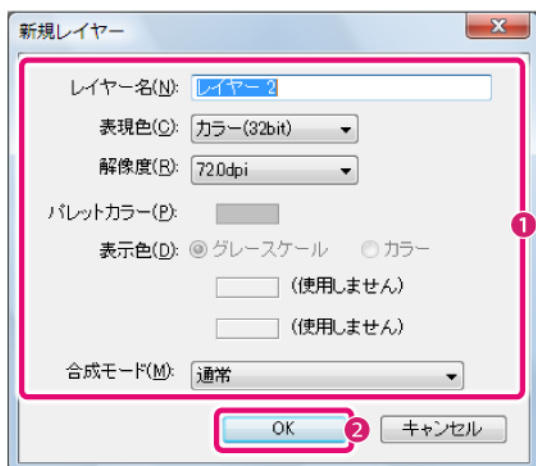 新規レイヤー
レイヤー名(N): レイヤー 2
表現色(C): カラー(32bit)
解像度(R): 72.0dpi
パレットカラー(P):
表示色(D): グレースケール カラー
(使用しません)
(使用しません)
1
合成モード(M): 通常
OK 2 キャンセル